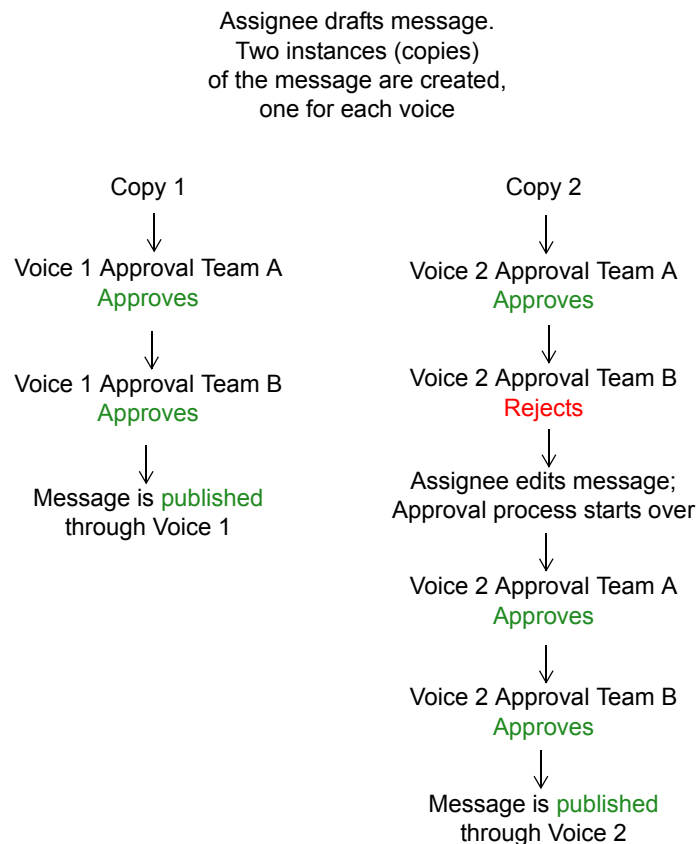 Assignee drafts message.
Two instances (copies)
of the message are created,
one for each voice
Copy 1
Voice 1 Approval Team A
Approves
Voice 1 Approval Team B
Approves
Message is published
through Voice 1
Copy 2
Voice 2 Approval Team A
Approves
Voice 2 Approval Team B
Rejects
Assignee edits message;
Approval process starts over
Voice 2 Approval Team A
Approves
Voice 2 Approval Team B
Approves
Message is published
through Voice 2